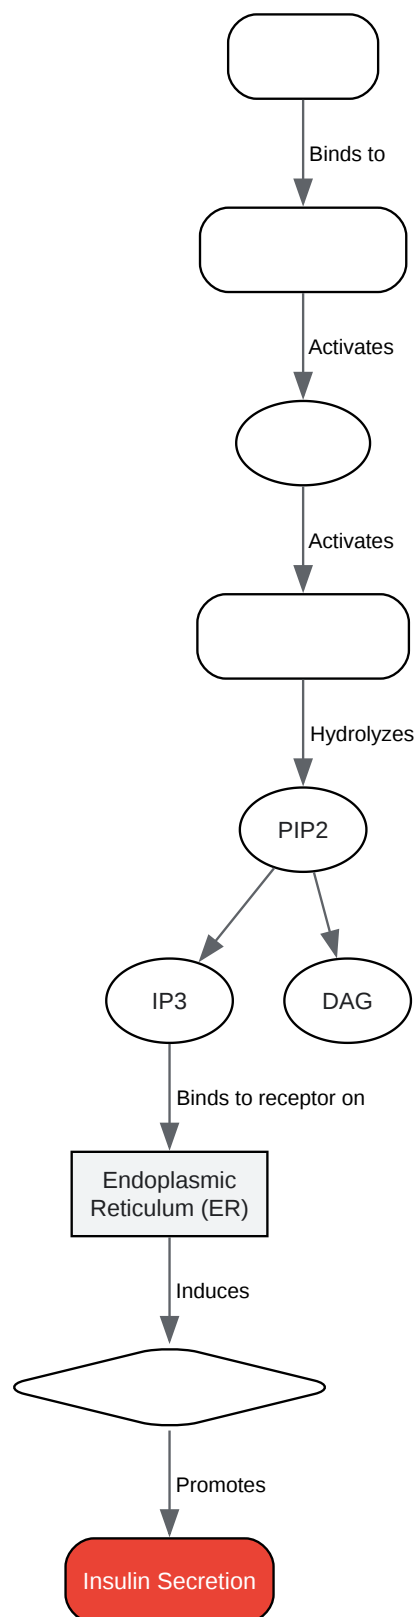 Binds to
Activates
Activates
Hydrolyzes
PIP2
IP3
DAG
Binds to receptor on
Endoplasmic
Reticulum (ER)
Induces
Promotes
Insulin Secretion